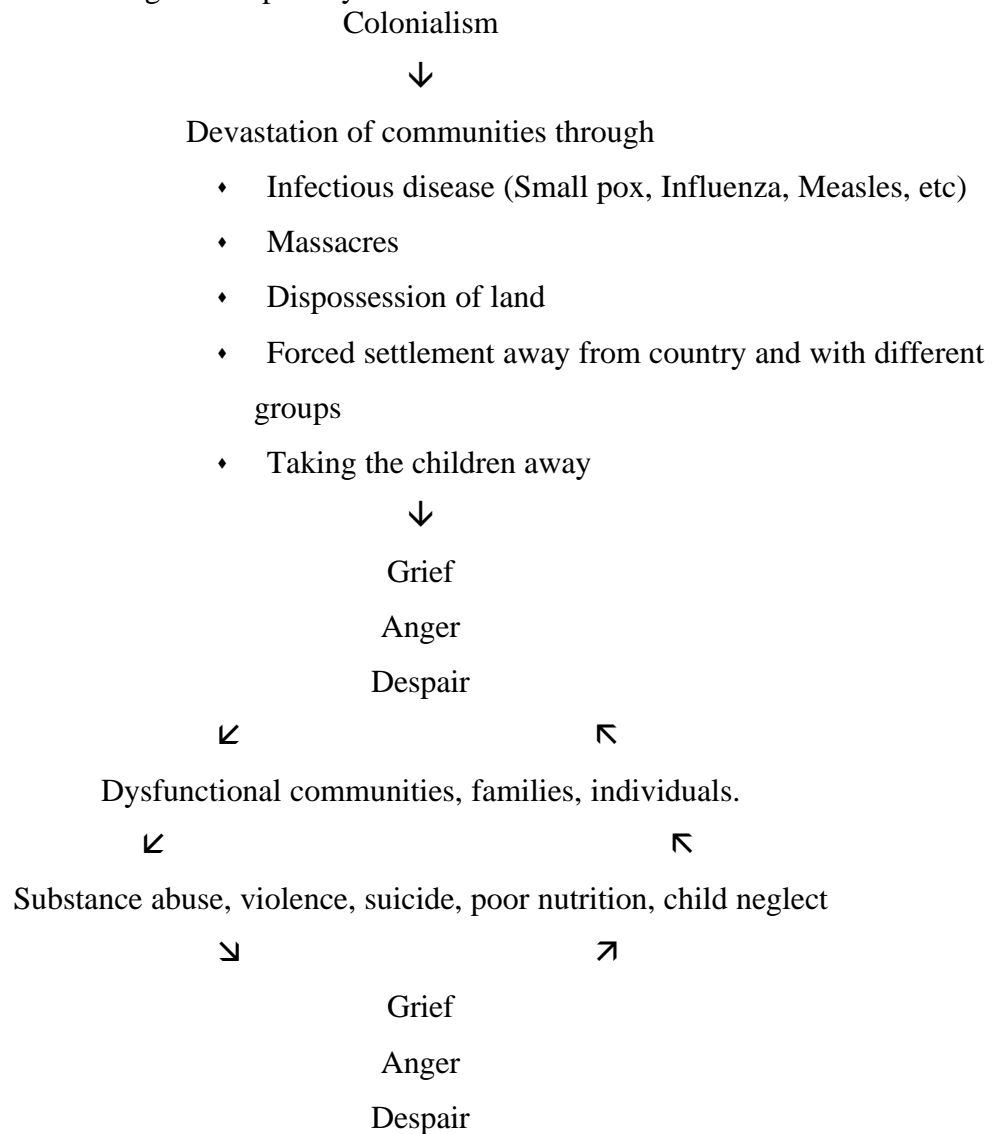 Colonialism
↓
Devastation of communities through
⬧ Infectious disease (Small pox, Influenza, Measles, etc)
⬧ Massacres
⬧ Dispossession of land
⬧ Forced settlement away from country and with different
groups
⬧ Taking the children away
↓
Grief
Anger
Despair
↙ ↖
Dysfunctional communities, families, individuals.
↙ ↖
Substance abuse, violence, suicide, poor nutrition, child neglect
↘ ↗
Grief
Anger
Despair